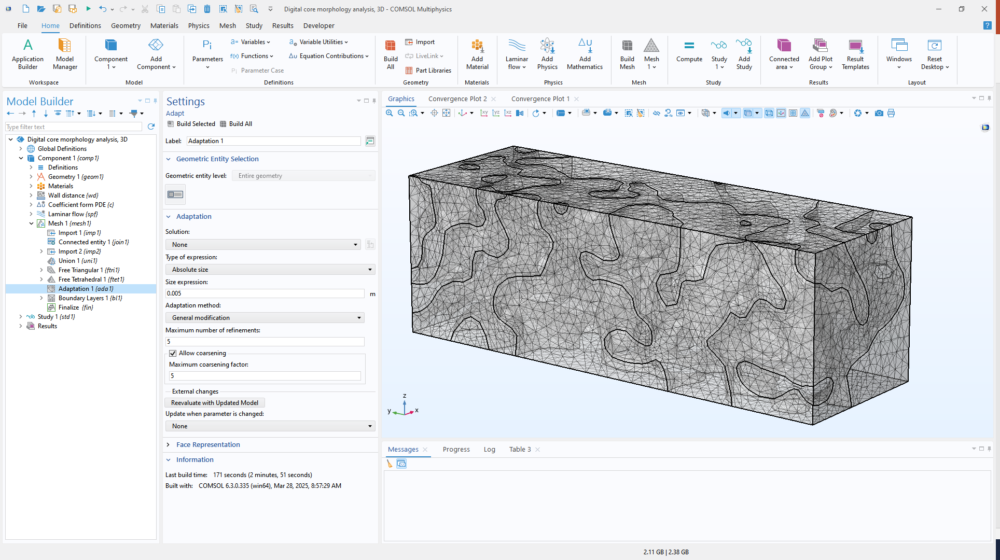 Digital core morphology analysis, 3D - COMSOL Multiphysics
File Home Definitions Geometry Materials Physics Mesh Study Results Developer
?
Application Builder
Model Manager
Workspace
Component 1
Add Component
Model
Pi
Parameters
a= Variables
f(x) Functions
Pi Parameter Case
Variable Utilities
Δu Equation Contributions
Definitions
Build All
Import
LiveLink
Part Libraries
Geometry
Add Material
Materials
Laminar flow
Add Physics
Δu
Add Mathematics
Physics
Build Mesh
Mesh 1
Mesh
Compute
Study 1
Add Study
Study
Connected area
Add Plot Group
Result Templates
Results
Windows
Reset Desktop
Layout
Model Builder
Type filter text
Digital core morphology analysis, 3D
Global Definitions
Component 1 {comp1}
Definitions
Geometry 1 {geom1}
Materials
Wall distance {wd}
Coefficient form PDE {c}
Laminar flow {spf}
Mesh 1 {mesh1}
Import 1 {imp1}
Connected entity 1 {join1}
Import 2 {imp2}
Union 1 {uni1}
Free Triangular 1 {ftri1}
Free Tetrahedral 1 {ftet1}
Adaptation 1 {ada1}
Boundary Layers 1 {bl1}
Finalize {fin}
Study 1 {std1}
Results
Settings
Adapt
Build Selected Build All
Label: Adaptation 1
Geometric Entity Selection
Geometric entity level: Entire geometry
Adaptation
Solution:
None
Type of expression:
Absolute size
Size expression:
0.005 m
Adaptation method:
General modification
Maximum number of refinements:
5
Allow coarsening
Maximum coarsening factor:
5
External changes
Reevaluate with Updated Model
Update when parameter is changed:
None
Face Representation
Information
Last build time: 171 seconds (2 minutes, 51 seconds)
Built with: COMSOL 6.3.0.335 (win64), Mar 28, 2025, 8:57:29 AM
Graphics Convergence Plot 2 Convergence Plot 1
xy yz xz
z
y x
Messages Progress Log Table 3
2.11 GB | 2.38 GB